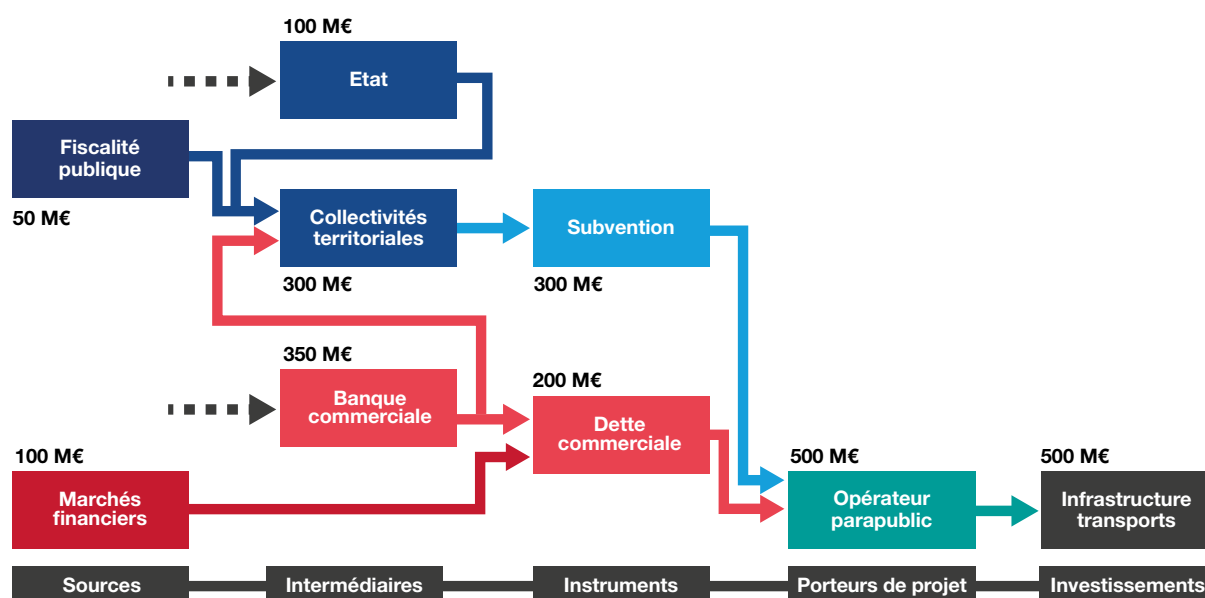 100 M€
Etat
Fiscalité
publique
50 M€
Collectivités
territoriales
300 M€
Subvention
300 M€
350 M€
Banque
commerciale
200 M€
Dette
commerciale
100 M€
Marchés
financiers
500 M€
Opérateur
parapublic
500 M€
Infrastructure
transports
Sources
Intermédiaires
Instruments
Porteurs de projet
Investissements